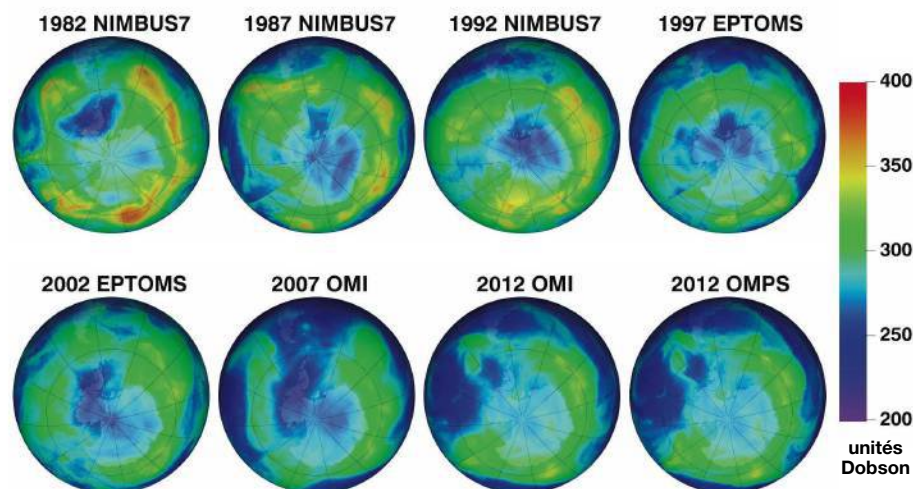 1982 NIMBUS7
1987 NIMBUS7
1992 NIMBUS7
1997 EPTOMS
2002 EPTOMS
2007 OMI
2012 OMI
2012 OMPS
400
350
300
250
200
unités
Dobson